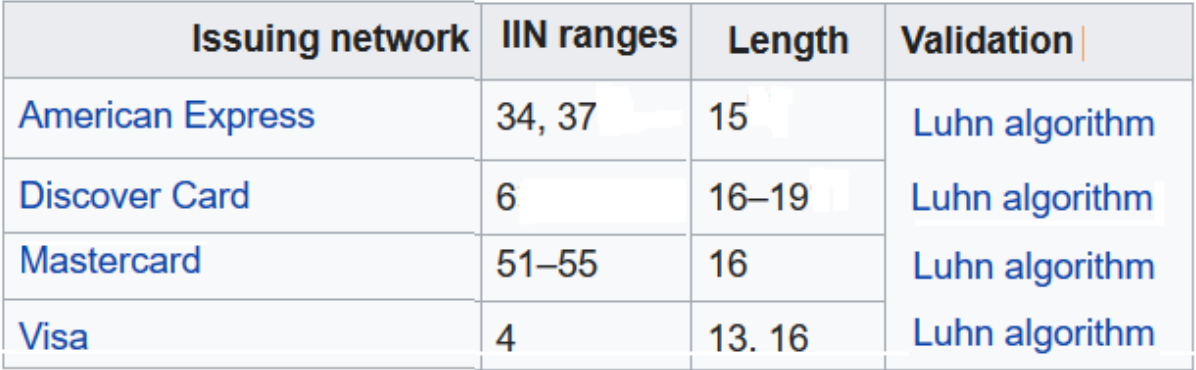 Issuing network IIN ranges Length Validation
American Express 34, 37 15 Luhn algorithm
Discover Card 6 16–19 Luhn algorithm
Mastercard 51–55 16 Luhn algorithm
Visa 4 13, 16 Luhn algorithm